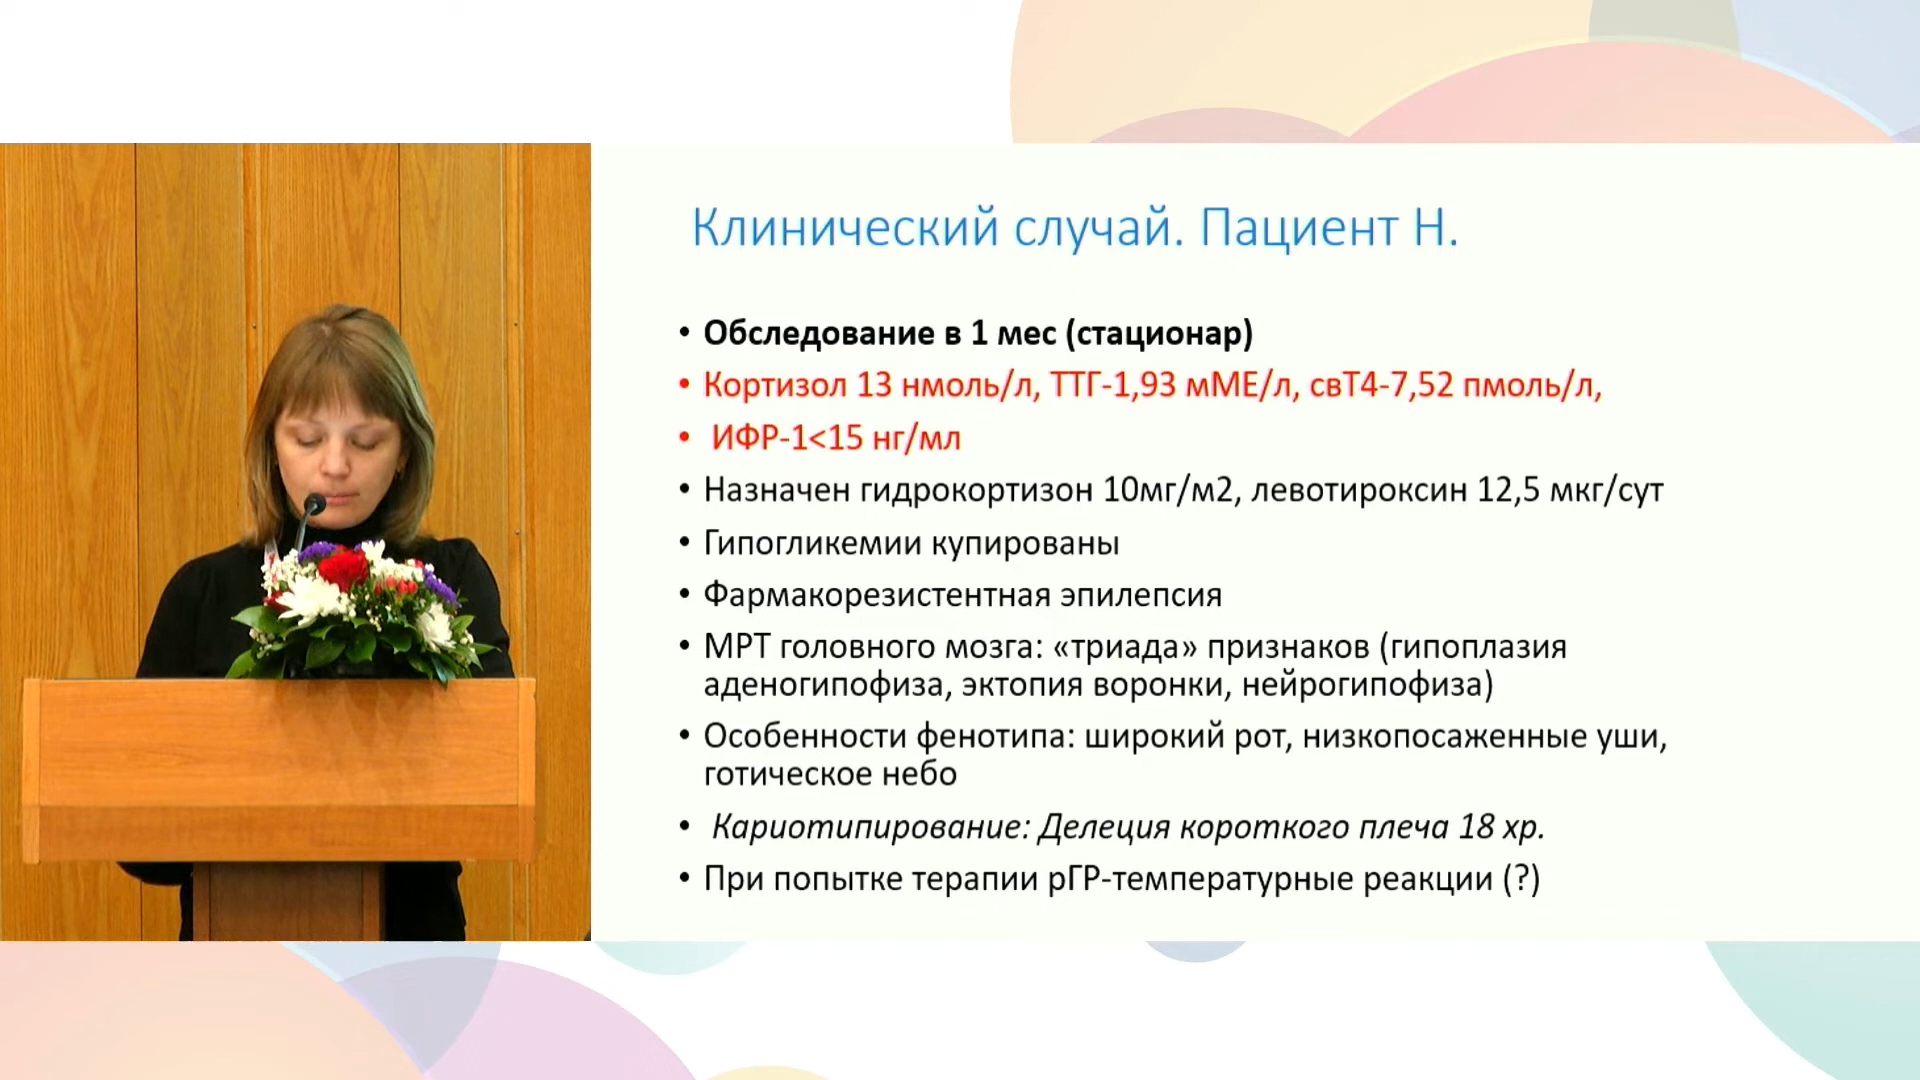 Клинический случай. Пациент Н.
• Обследование в 1 мес (стационар)
• Кортизол 13 нмоль/л, ТТГ-1,93 мМЕ/л, свТ4-7,52 пмоль/л,
• ИФР-1<15 нг/мл
• Назначен гидрокортизон 10мг/м2, левотироксин 12,5 мкг/сут
• Гипогликемии купированы
• Фармакорезистентная эпилепсия
• МРТ головного мозга: «триада» признаков (гипоплазия
аденогипофиза, эктопия воронки, нейрогипофиза)
• Особенности фенотипа: широкий рот, низкопосаженные уши,
готическое небо
• Кариотипирование: Делеция короткого плеча 18 хр.
• При попытке терапии рГР-температурные реакции (?)